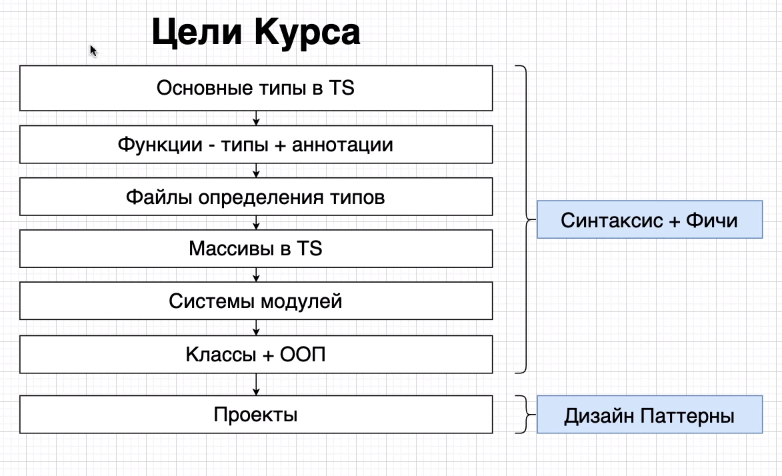 Цели Курса
Основные типы в TS
Функции - типы + аннотации
Файлы определения типов
Массивы в TS
Системы модулей
Классы + ООП
Синтаксис + Фичи
Проекты
Дизайн Паттерны